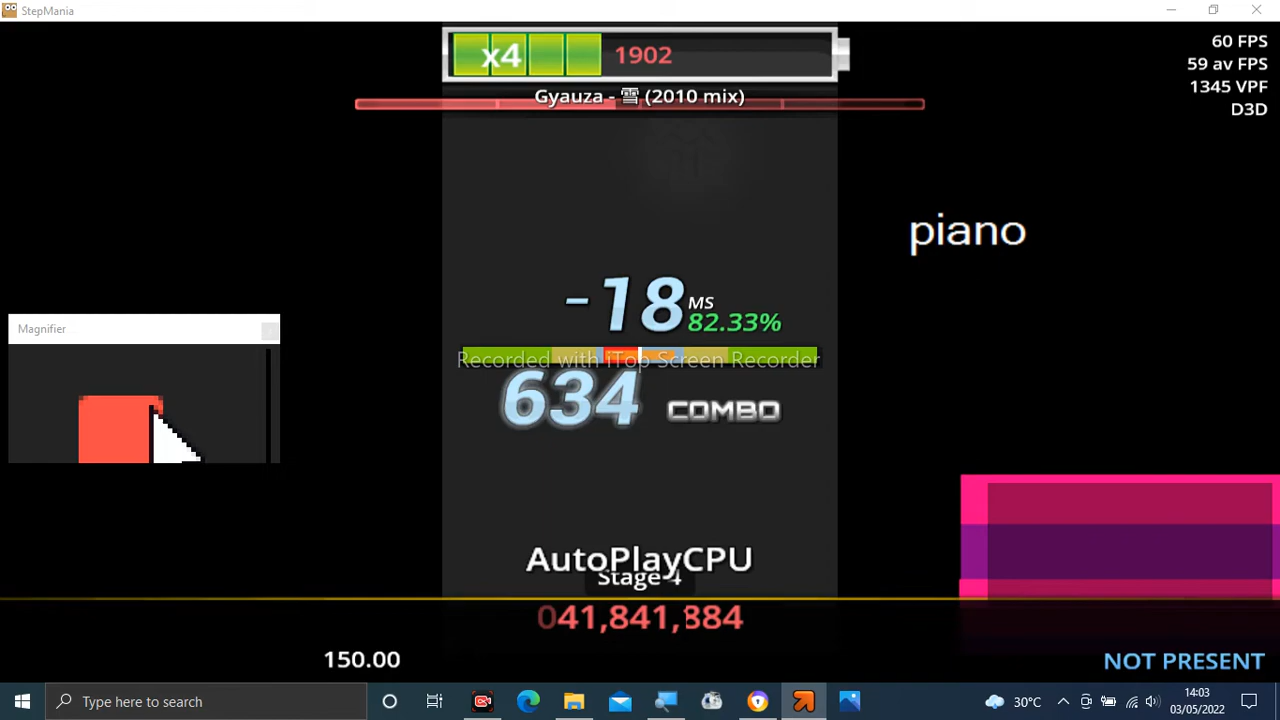 StepMania
60 FPS
59 av FPS
1345 VPF
D3D
x4 1902
Gyauza - 雪 (2010 mix)
piano
-18 MS
82.33%
Recorded with iTop Screen Recorder
634 COMBO
Magnifier
AutoPlayCPU
Stage 4
041,841,884
150.00
NOT PRESENT
Type here to search
30°C
14:03
03/05/2022